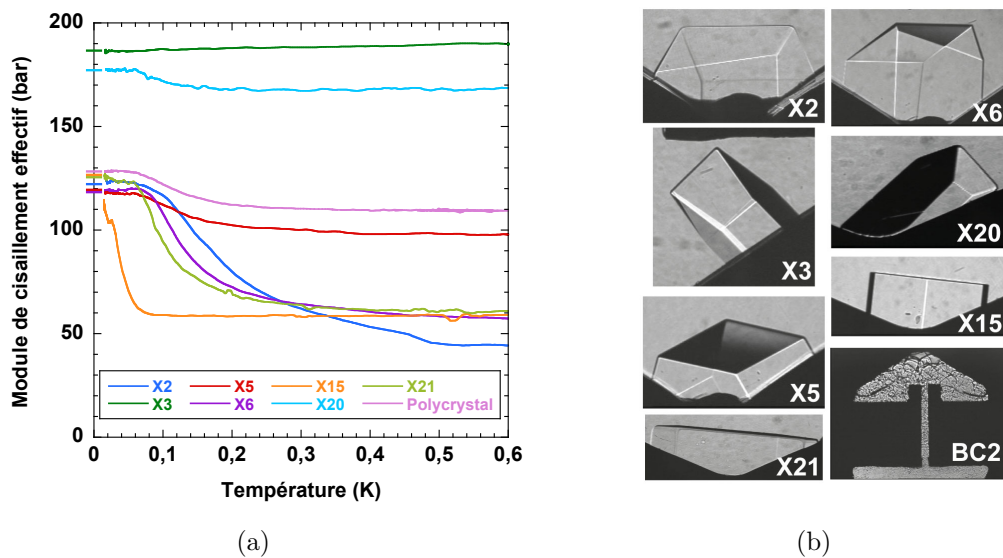 200
150
100
50
0
Module de cisaillement effectif (bar)
X2 X5 X15 X21
X3 X6 X20 Polycrystal
0 0,1 0,2 0,3 0,4 0,5 0,6
Température (K)
(a)
X2
X6
X3
X20
X15
X5
X21
BC2
(b)